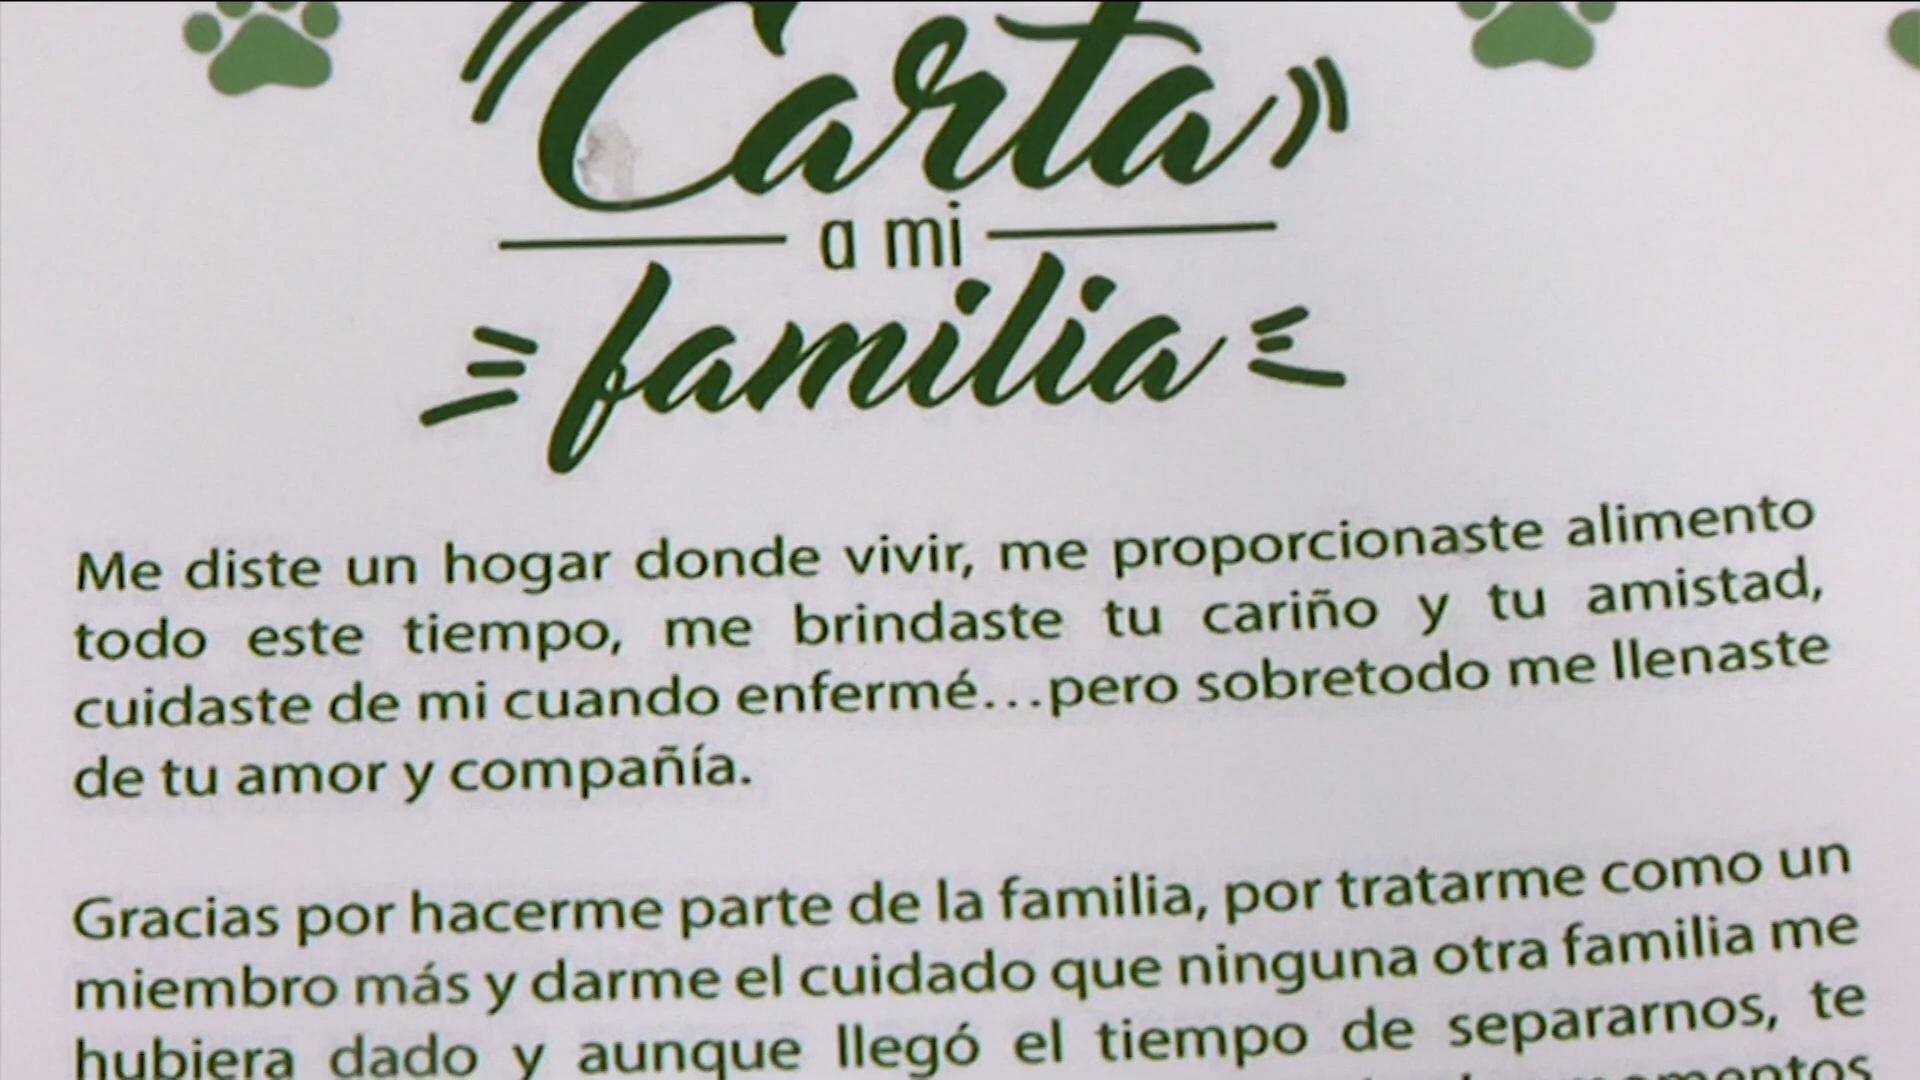 Carta
a mi
familia
Me diste un hogar donde vivir, me proporcionaste alimento
todo este tiempo, me brindaste tu cariño y tu amistad,
cuidaste de mi cuando enfermé...pero sobretodo me llenaste
de tu amor y compañía.
Gracias por hacerme parte de la familia, por tratarme como un
miembro más y darme el cuidado que ninguna otra familia me
hubiera dado y aunque llegó el tiempo de separarnos, te
momentos